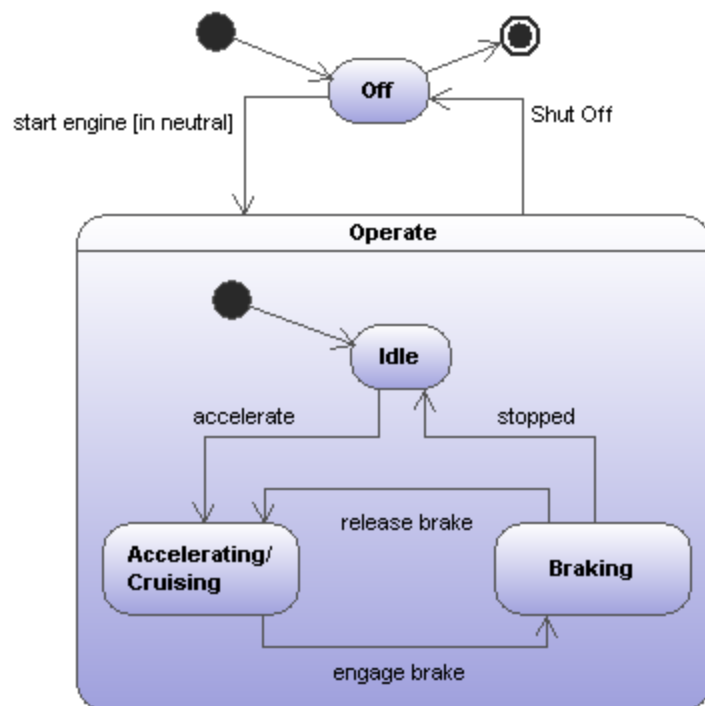 Off
start engine [in neutral]
Shut Off
Operate
Idle
accelerate
stopped
release brake
Accelerating/
Cruising
Braking
engage brake